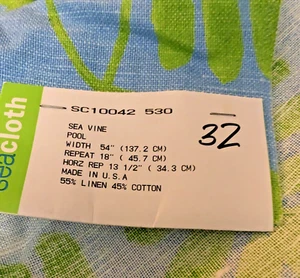 seacloth
SC10042 530
32
SEA VINE
POOL
WIDTH 54" (137.2 CM)
REPEAT 18" ( 45.7 CM)
HORZ REP 13 1/2" ( 34.3 CM)
MADE IN U.S.A
55% LINEN 45% COTTON